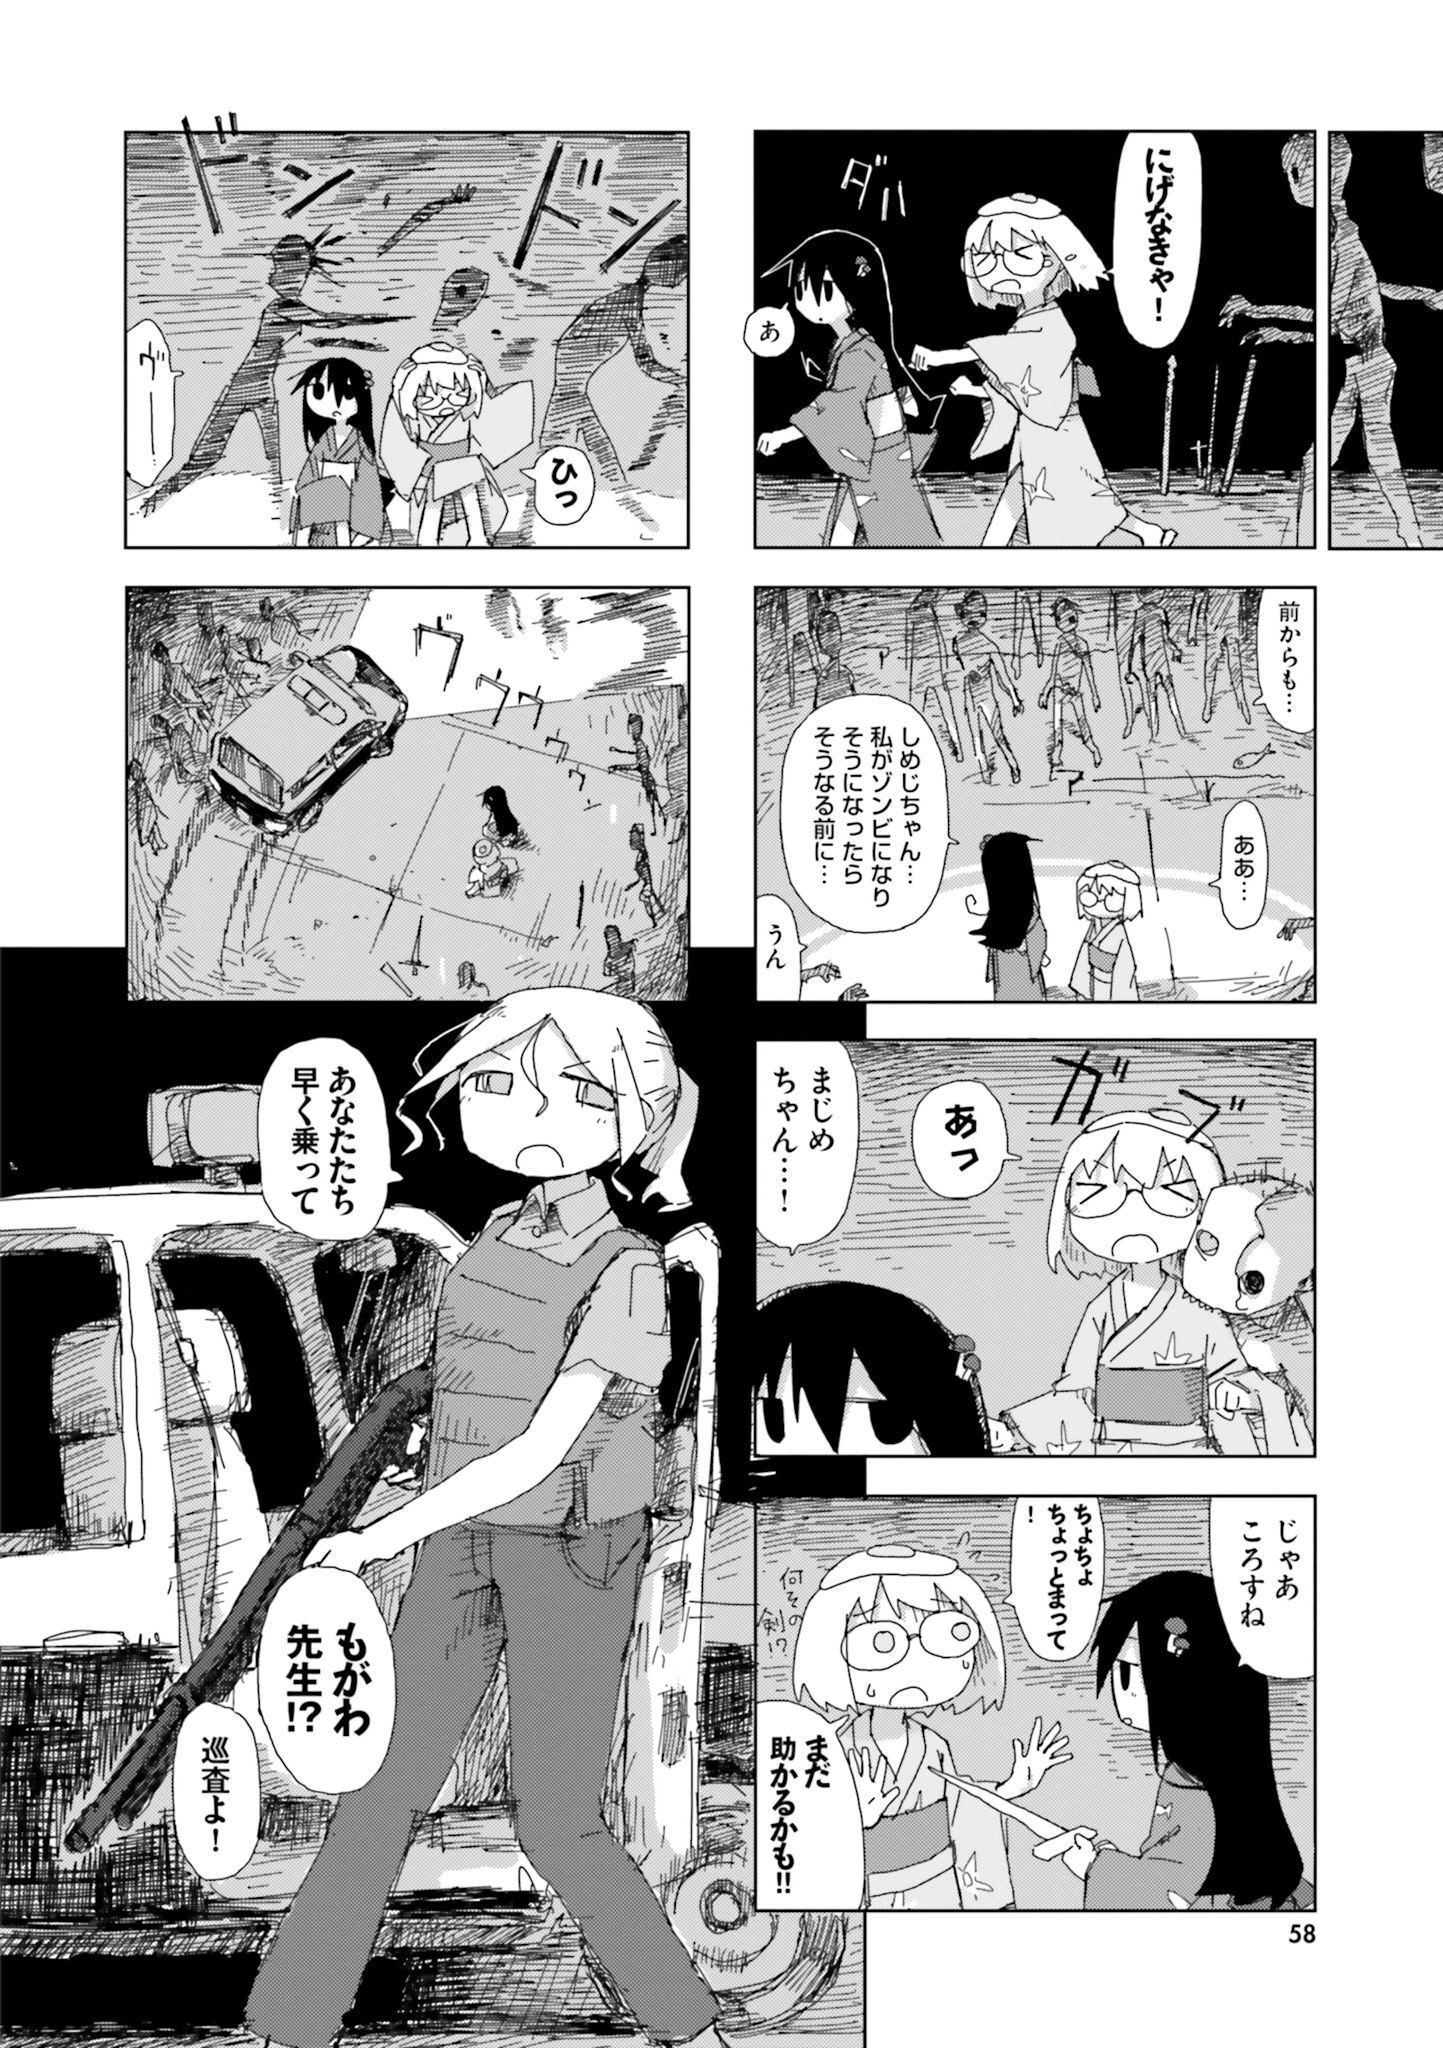 にげなきゃ!
ダバ
あ
前からも…
ああ…
しめじちゃん…
私がゾンビになり
そうになったら
そうなる前に…
うん
ガブ
あっ
まじめ
ちゃん…!
じゃあ
ころすね
ちょちょ
ちょっとまって
!
何その
剣!?
まだ
助かるかも!!
ドンドン
ひっ
ヴー
ヴヴヴ
あなたたち
早く乗って
もがわ
先生!?
巡査よ!
58